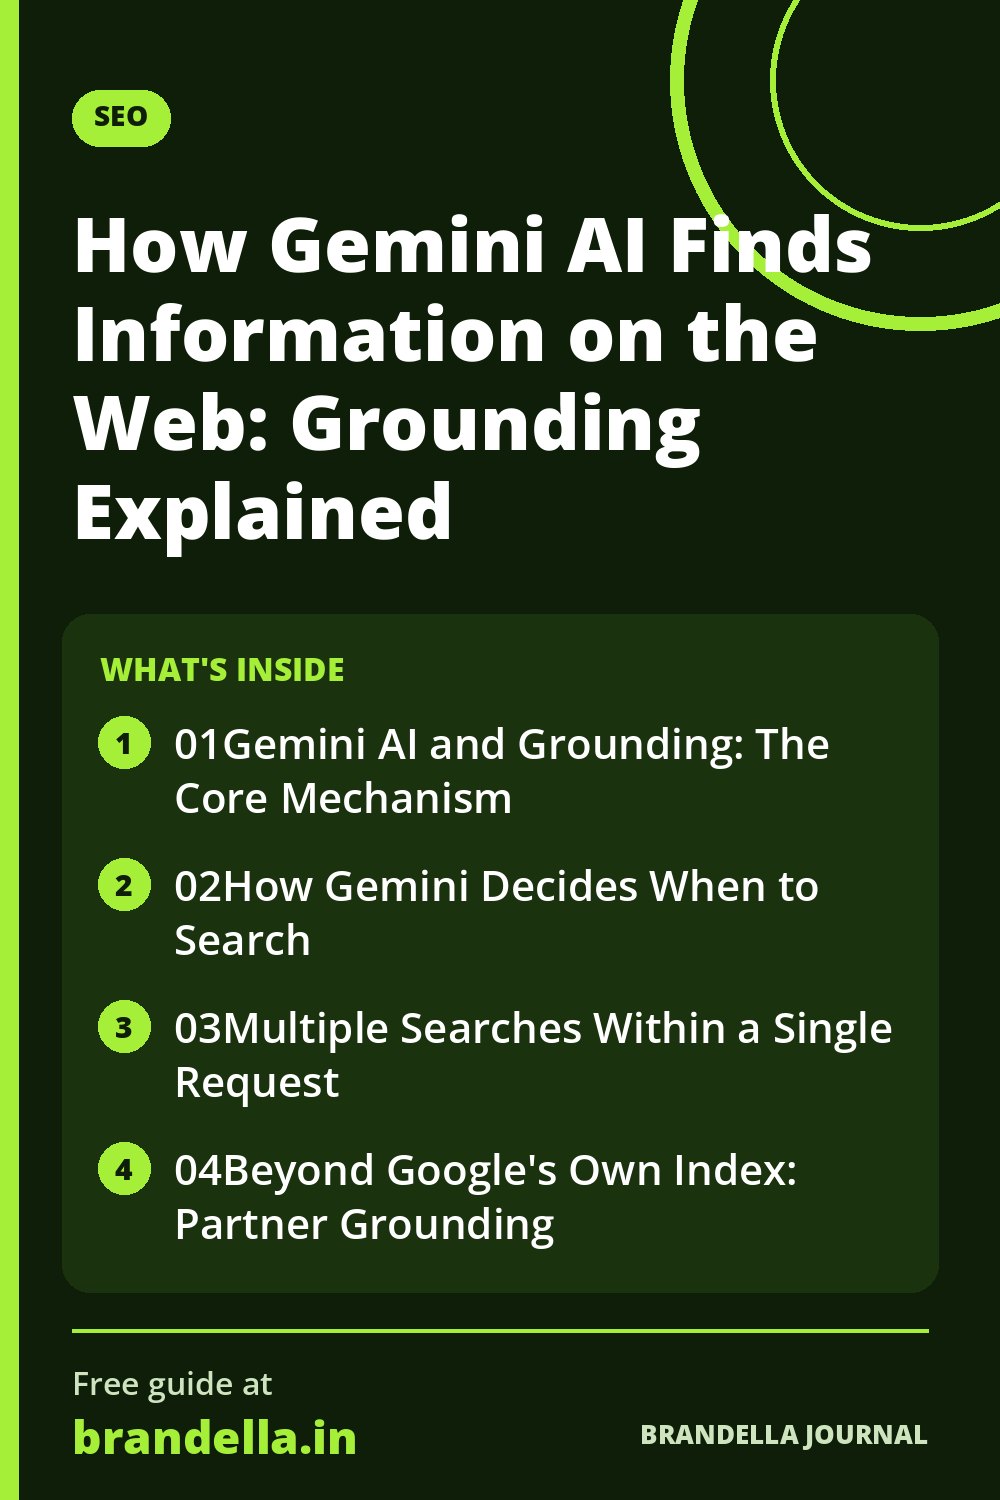 SEO
How Gemini AI Finds
Information on the
Web: Grounding
Explained
WHAT'S INSIDE
1 01Gemini AI and Grounding: The
Core Mechanism
2 02How Gemini Decides When to
Search
3 03Multiple Searches Within a Single
Request
4 04Beyond Google's Own Index:
Partner Grounding
Free guide at
brandella.in
BRANDELLA JOURNAL